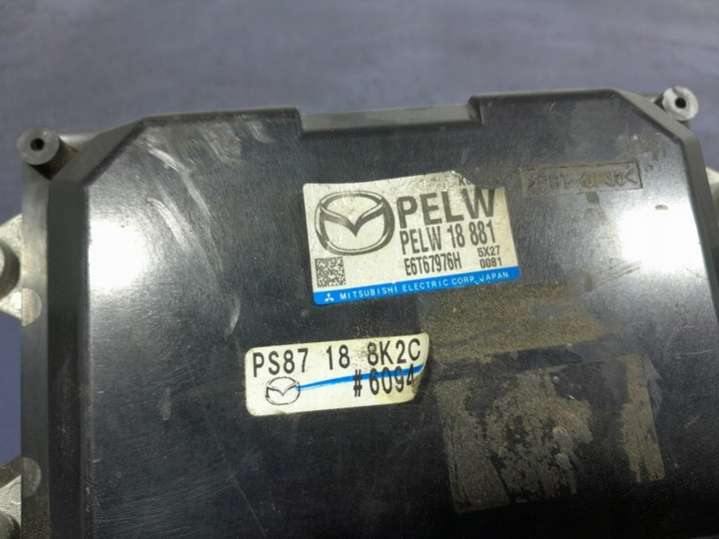 PELW
PELW 18 881
E6T67976H 5X27
0081
MITSUBISHI ELECTRIC CORP. JAPAN
PS87 18 8K2C
#6094